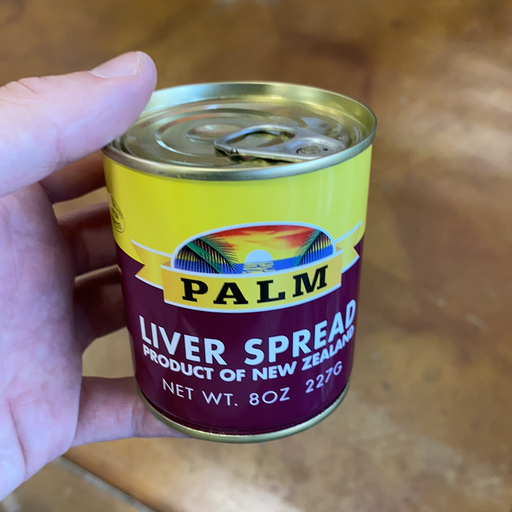 PALM
LIVER SPREAD
PRODUCT OF NEW ZEALAND
NET WT. 8OZ 227G